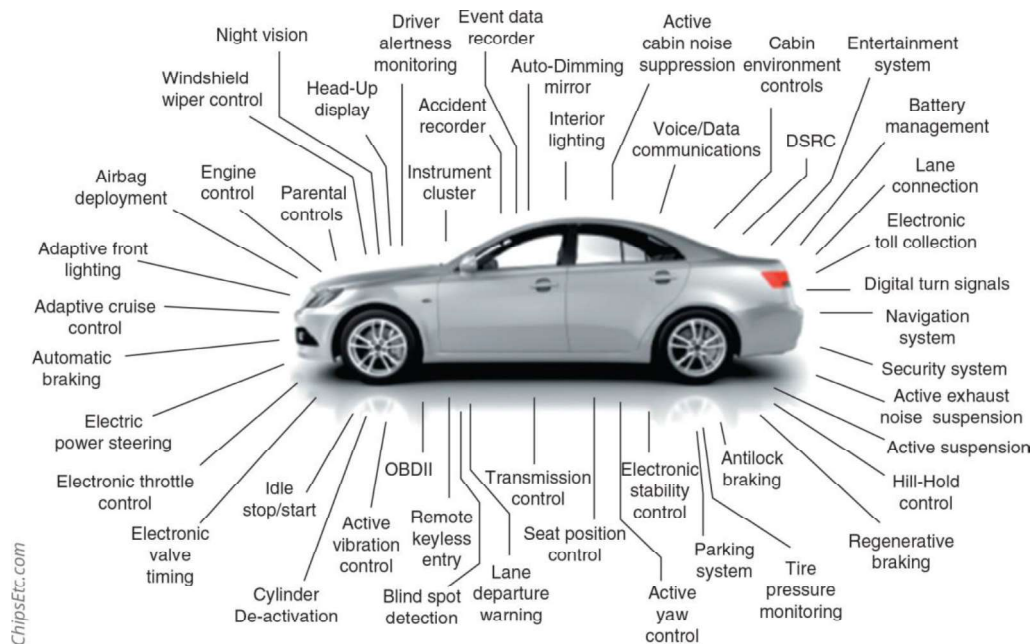 Night vision
Windshield
wiper control
Head-Up
display
Driver
alertness
monitoring
Event data
recorder
Accident
recorder
Auto-Dimming
mirror
Interior
lighting
Active
cabin noise
suppression
Voice/Data
communications
Cabin
environment
controls
DSRC
Entertainment
system
Battery
management
Lane
connection
Electronic
toll collection
Digital turn signals
Navigation
system
Security system
Active exhaust
noise suspension
Active suspension
Hill-Hold
control
Regenerative
braking
Airbag
deployment
Engine
control
Parental
controls
Instrument
cluster
Adaptive front
lighting
Adaptive cruise
control
Automatic
braking
Electric
power steering
Electronic throttle
control
Electronic
valve
timing
Idle
stop/start
Cylinder
De-activation
Active
vibration
control
OBDII
Remote
keyless
entry
Blind spot
detection
Lane
departure
warning
Transmission
control
Seat position
control
Electronic
stability
control
Active
yaw
control
Parking
system
Antilock
braking
Tire
pressure
monitoring
ChipsEtc.com